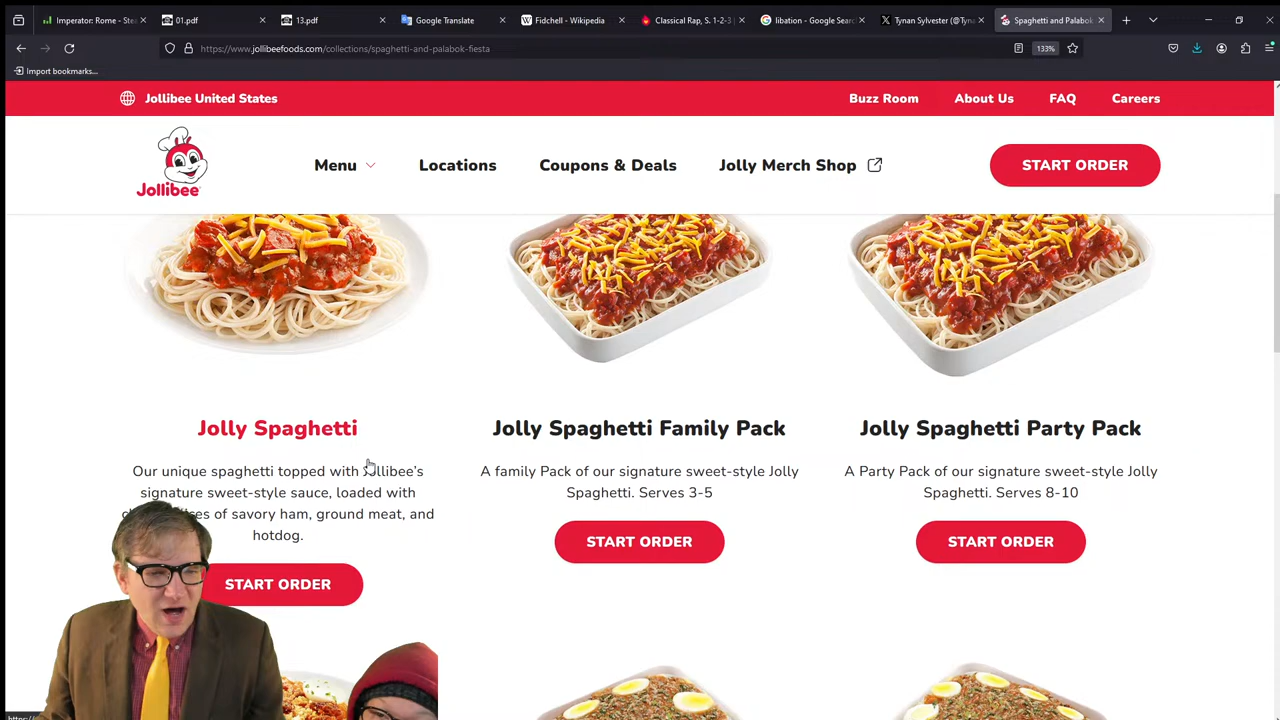 Imperator: Rome - Stea
01.pdf
13.pdf
Google Translate
Fidchell - Wikipedia
Classical Rap, S. 1-2-3
libation - Google Searc
Tynan Sylvester (@Tyna
Spaghetti and Palabok
https://www.jollibeefoods.com/collections/spaghetti-and-palabok-fiesta
133%
Import bookmarks...
Jollibee United States
Buzz Room
About Us
FAQ
Careers
Jollibee
Menu
Locations
Coupons & Deals
Jolly Merch Shop
START ORDER
Jolly Spaghetti
Our unique spaghetti topped with Jollibee's
signature sweet-style sauce, loaded with
of savory ham, ground meat, and
hotdog.
START ORDER
Jolly Spaghetti Family Pack
A family Pack of our signature sweet-style Jolly
Spaghetti. Serves 3-5
START ORDER
Jolly Spaghetti Party Pack
A Party Pack of our signature sweet-style Jolly
Spaghetti. Serves 8-10
START ORDER